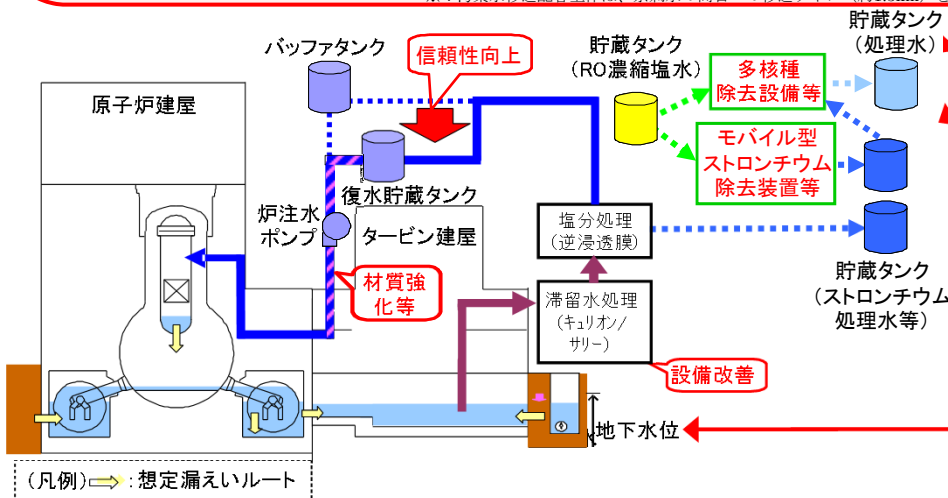 貯蔵タンク
(処理水)
バッファタンク
信頼性向上
貯蔵タンク
(RO濃縮塩水)
多核種
除去設備等
原子炉建屋
モバイル型
ストロンチウム
除去装置等
復水貯蔵タンク
炉注水
ポンプ
タービン建屋
塩分処理
(逆浸透膜)
材質強
化等
貯蔵タンク
(ストロンチウム
処理水等)
滞留水処理
(キュリオン/
サリー)
設備改善
地下水位
(凡例)
:想定漏えいルート